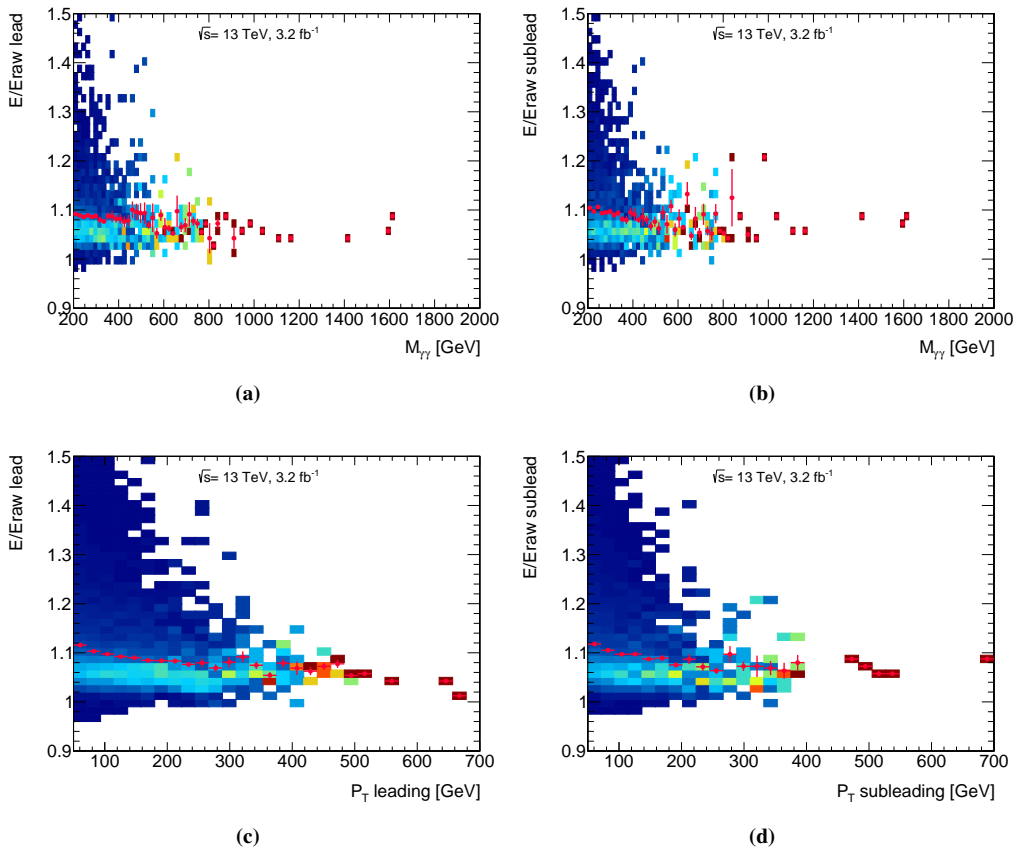 E/Eraw lead
√s= 13 TeV, 3.2 fb⁻¹
1.5
1.4
1.3
1.2
1.1
1
0.9
200 400 600 800 1000 1200 1400 1600 1800 2000
M_γγ [GeV]
(a)
E/Eraw sublead
√s= 13 TeV, 3.2 fb⁻¹
1.5
1.4
1.3
1.2
1.1
1
0.9
200 400 600 800 1000 1200 1400 1600 1800 2000
M_γγ [GeV]
(b)
E/Eraw lead
√s= 13 TeV, 3.2 fb⁻¹
1.5
1.4
1.3
1.2
1.1
1
0.9
100 200 300 400 500 600 700
P_T leading [GeV]
(c)
E/Eraw sublead
√s= 13 TeV, 3.2 fb⁻¹
1.5
1.4
1.3
1.2
1.1
1
0.9
100 200 300 400 500 600 700
P_T subleading [GeV]
(d)